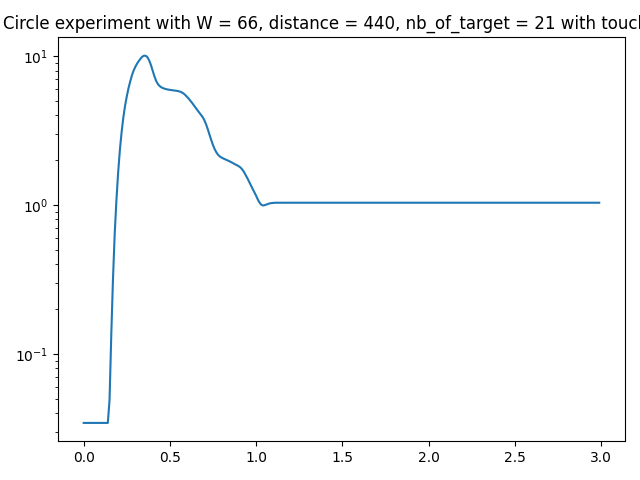 Circle experiment with W = 66, distance = 440, nb_of_target = 21 with touch
10¹
10⁰
10⁻¹
0.0 0.5 1.0 1.5 2.0 2.5 3.0